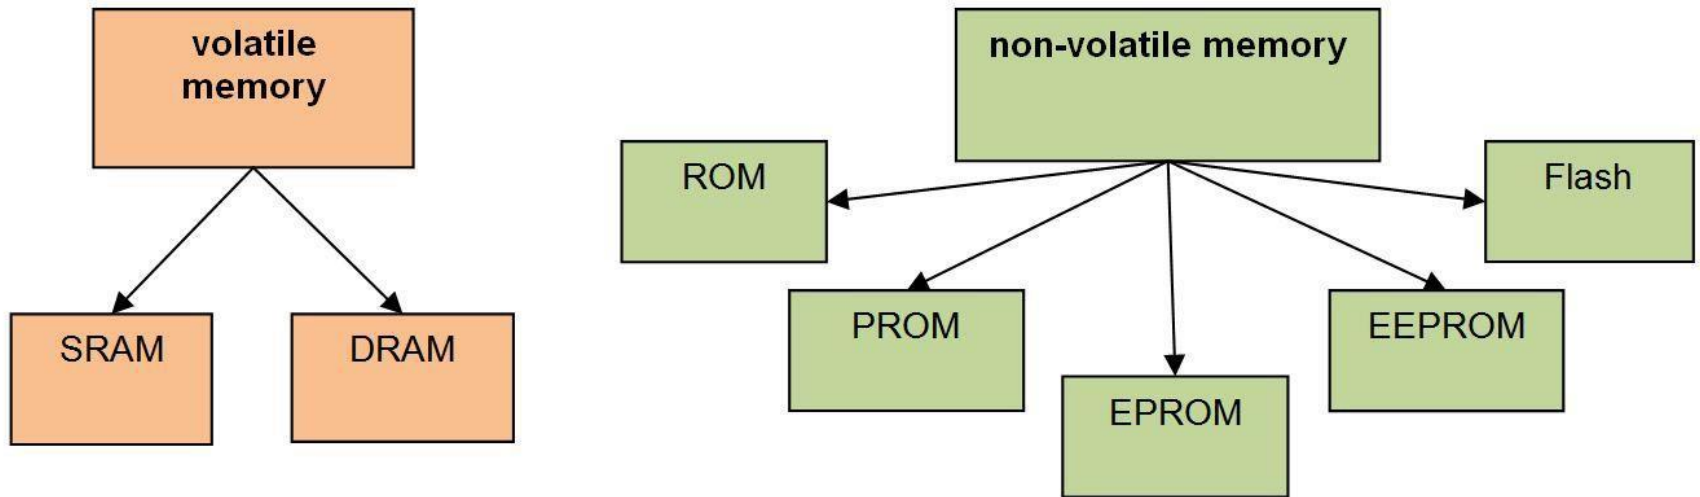 volatile
memory
SRAM
DRAM
non-volatile memory
ROM
PROM
EPROM
EEPROM
Flash